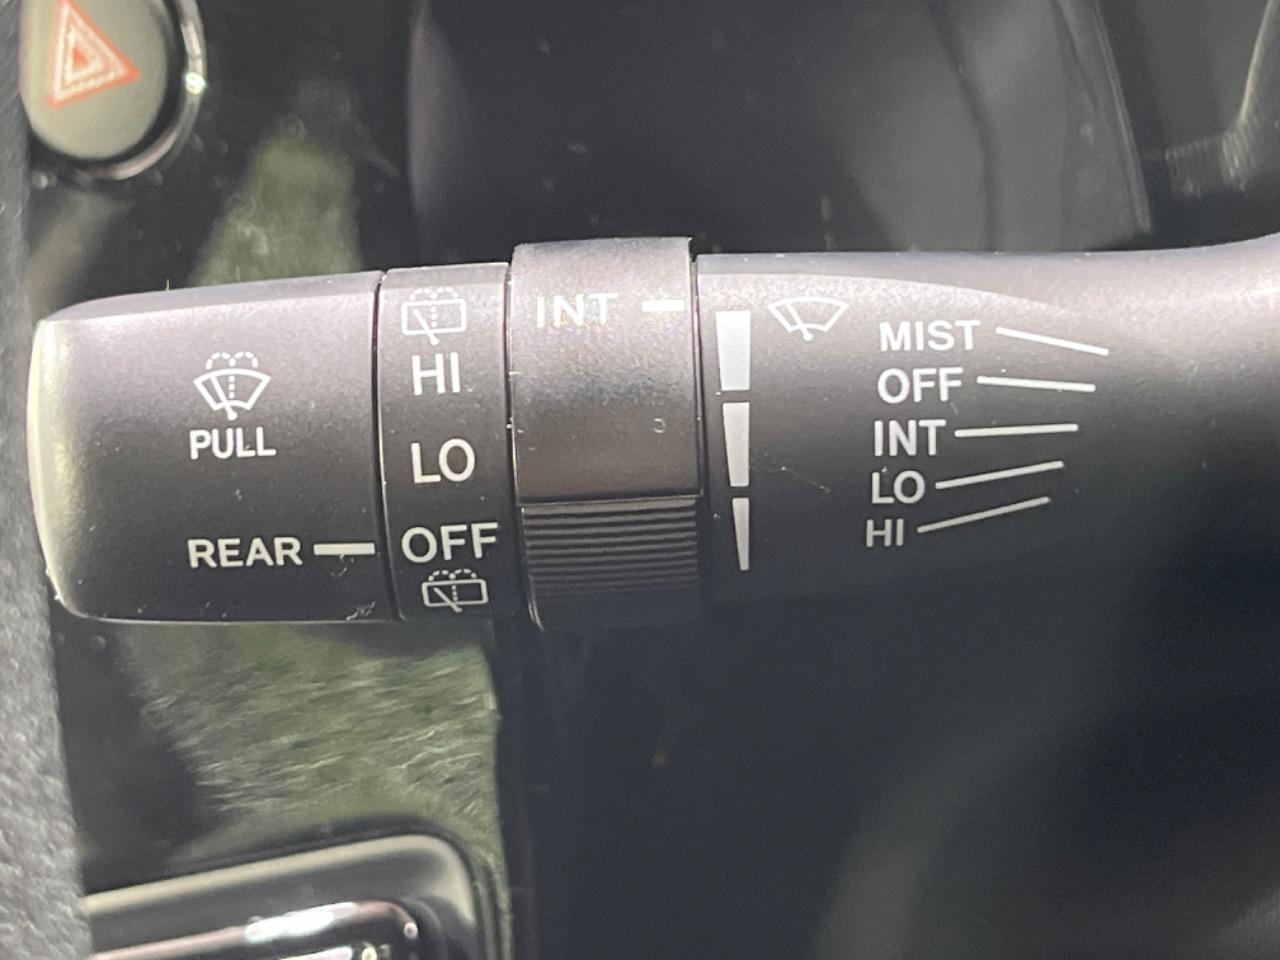 PULL
REAR
HI
LO
OFF
INT
MIST
OFF
INT
LO
HI